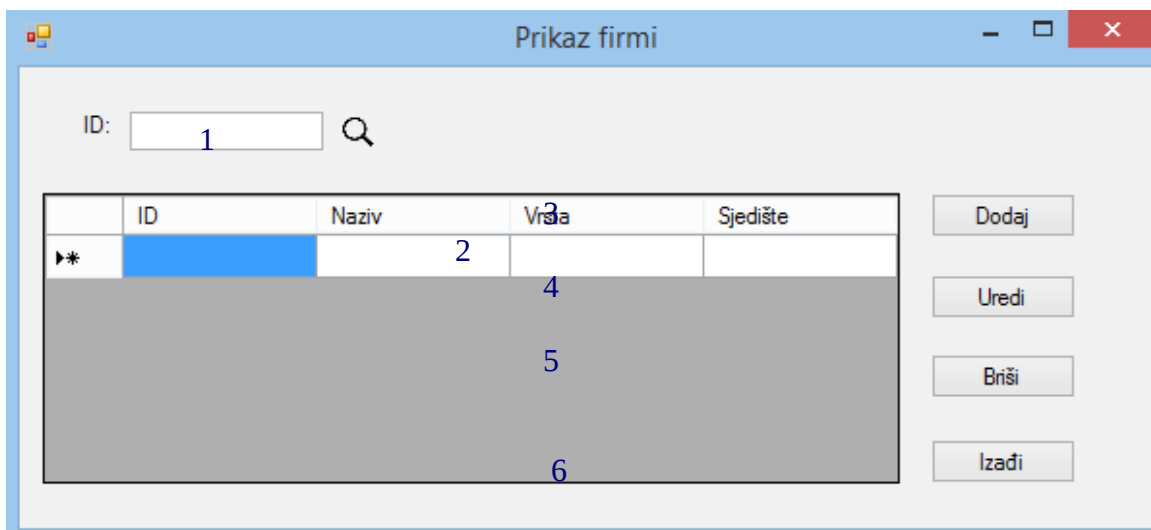 Prikaz firmi
ID: 1
ID Naziv Vrsta 3 Sjedište Dodaj
2
4 Uredi
5 Briši
6 Izađi